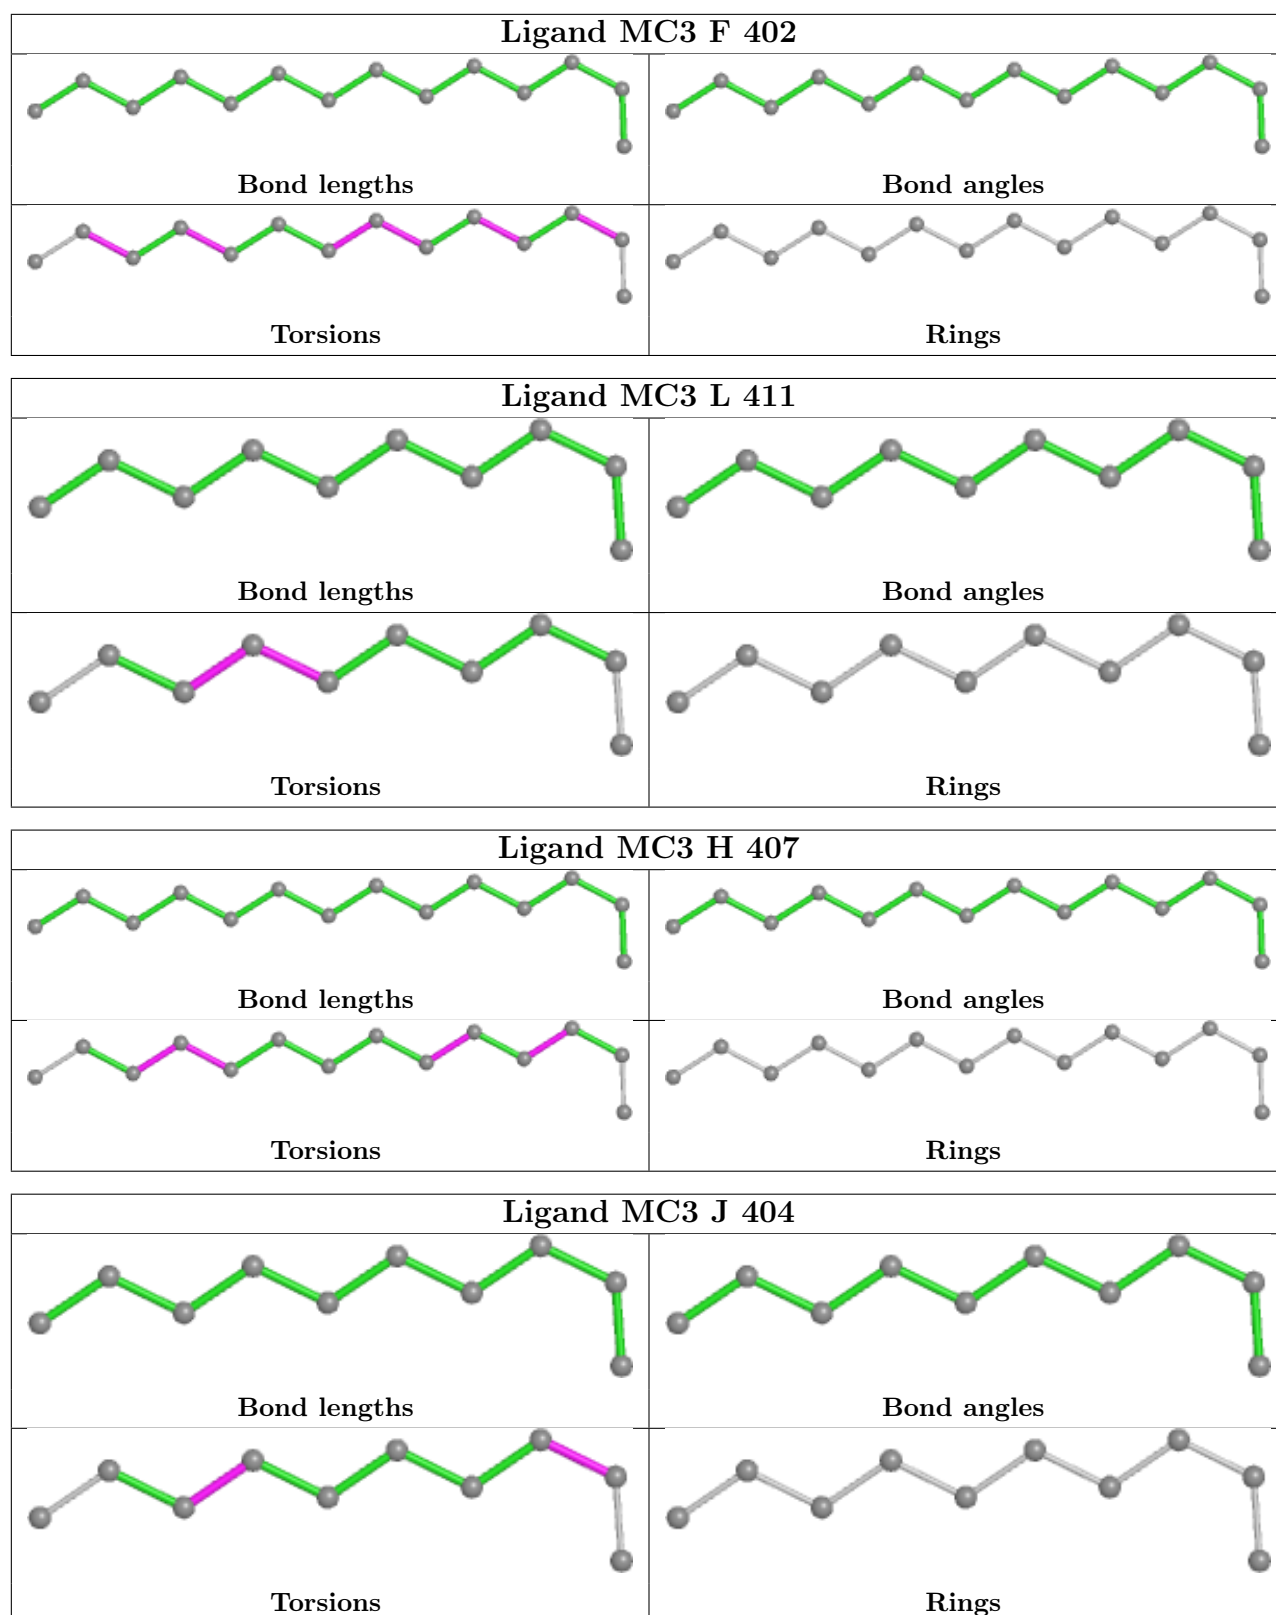 Ligand MC3 F 402
Bond lengths Bond angles
Torsions Rings
Ligand MC3 L 411
Bond lengths Bond angles
Torsions Rings
Ligand MC3 H 407
Bond lengths Bond angles
Torsions Rings
Ligand MC3 J 404
Bond lengths Bond angles
Torsions Rings